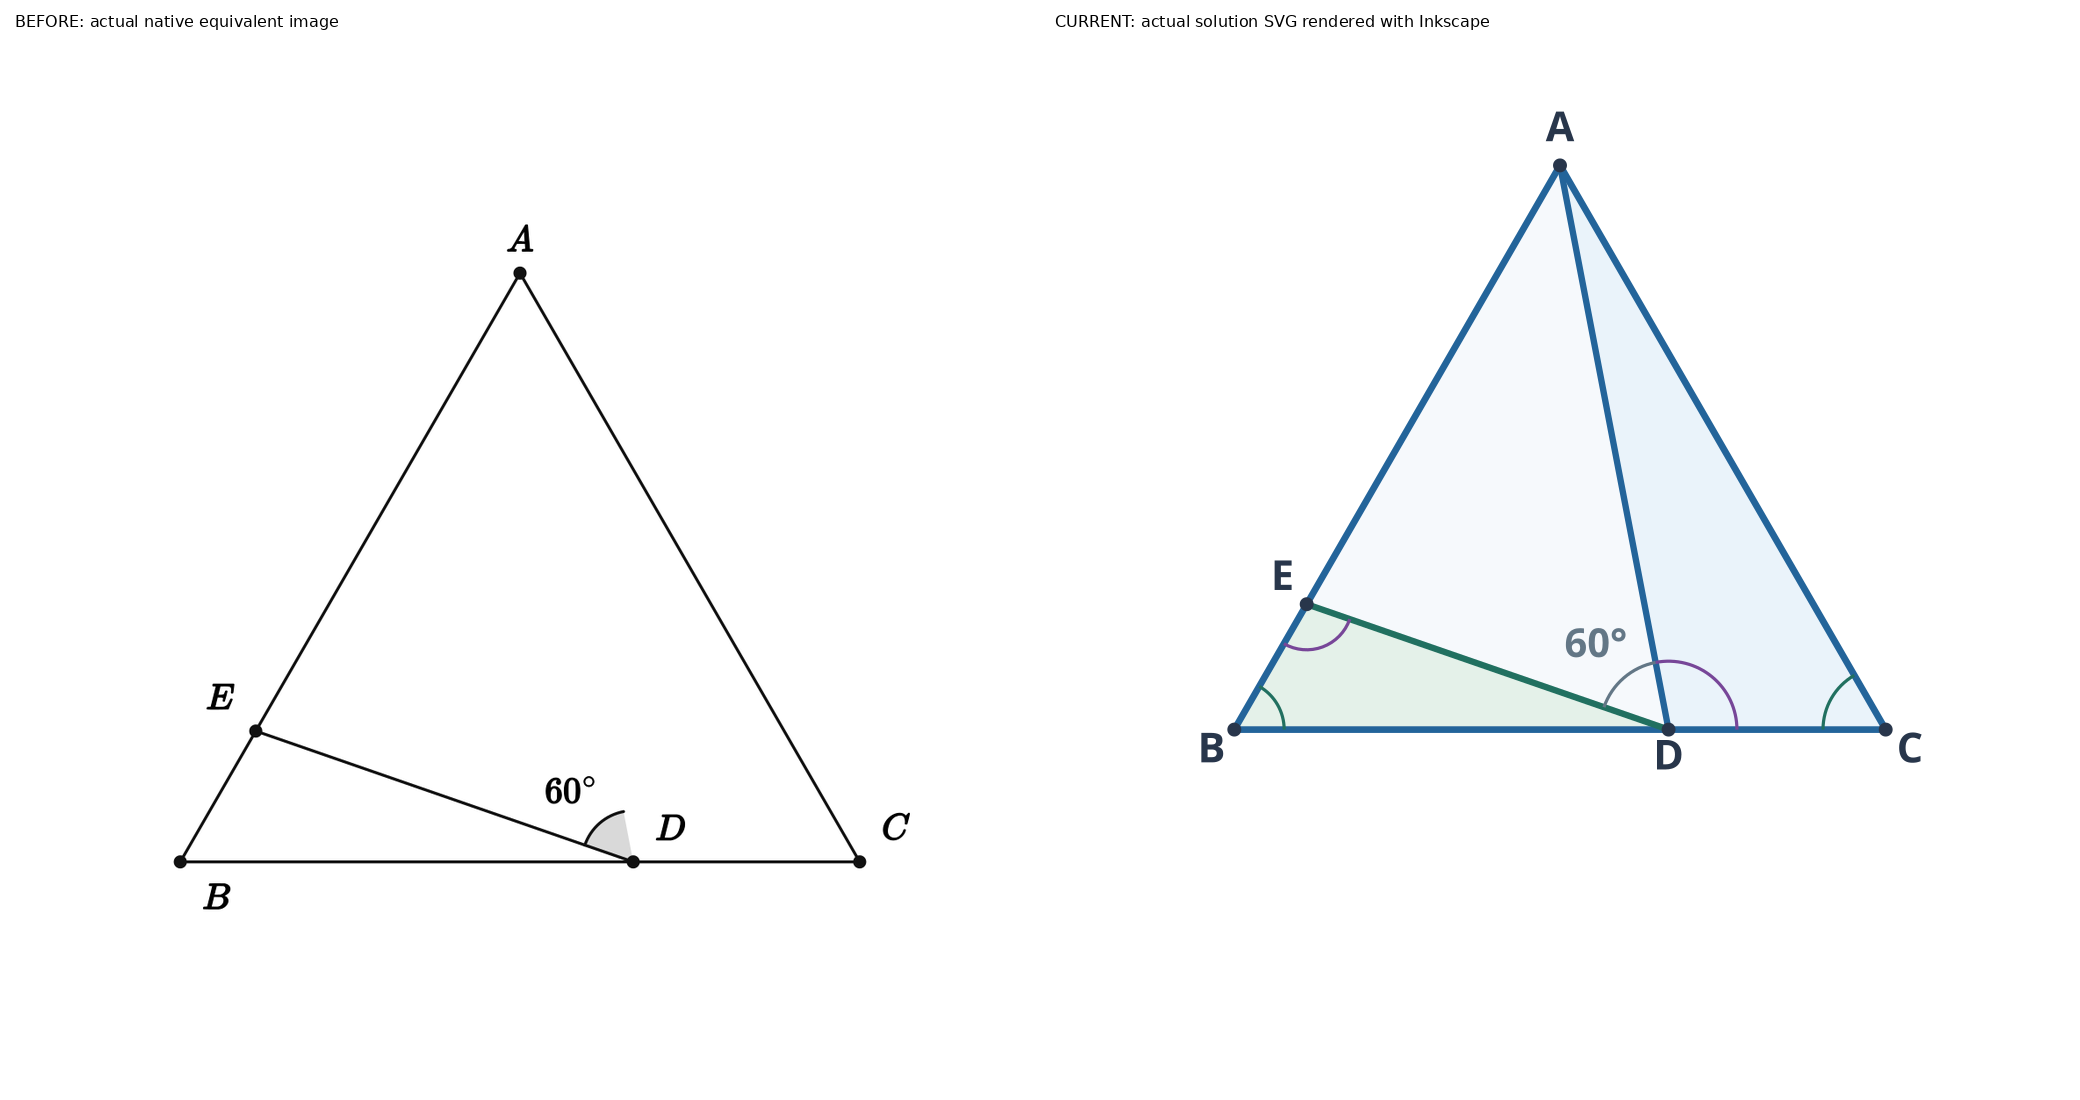 BEFORE: actual native equivalent image
CURRENT: actual solution SVG rendered with Inkscape
A
E
60°
D
C
B
A
E
60°
B
D
C